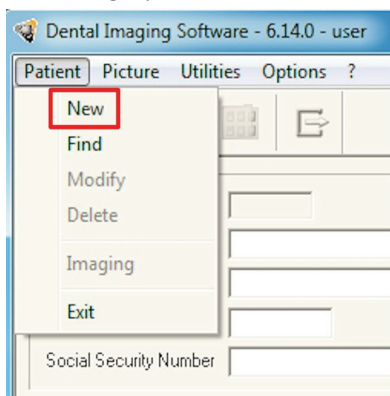 Dental Imaging Software - 6.14.0 - user
Patient Picture Utilities Options ?
New
Find
Modify
Delete
Imaging
Exit
Social Security Number